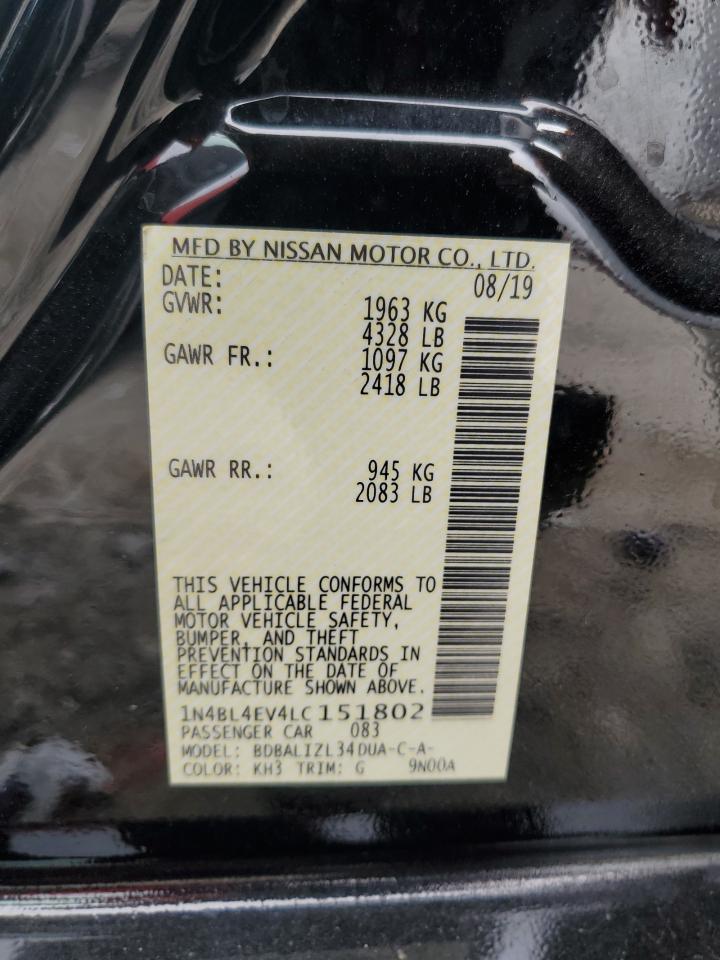 MFD BY NISSAN MOTOR CO., LTD.
DATE: 08/19
GVWR: 1963 KG
4328 LB
GAWR FR.: 1097 KG
2418 LB
GAWR RR.: 945 KG
2083 LB
THIS VEHICLE CONFORMS TO
ALL APPLICABLE FEDERAL
MOTOR VEHICLE SAFETY,
BUMPER, AND THEFT
PREVENTION STANDARDS IN
EFFECT ON THE DATE OF
MANUFACTURE SHOWN ABOVE.
1N4BL4EV4LC151802
PASSENGER CAR 083
MODEL: BDBALIZL34DUA-C-A-
COLOR: KH3 TRIM: G 9N00A